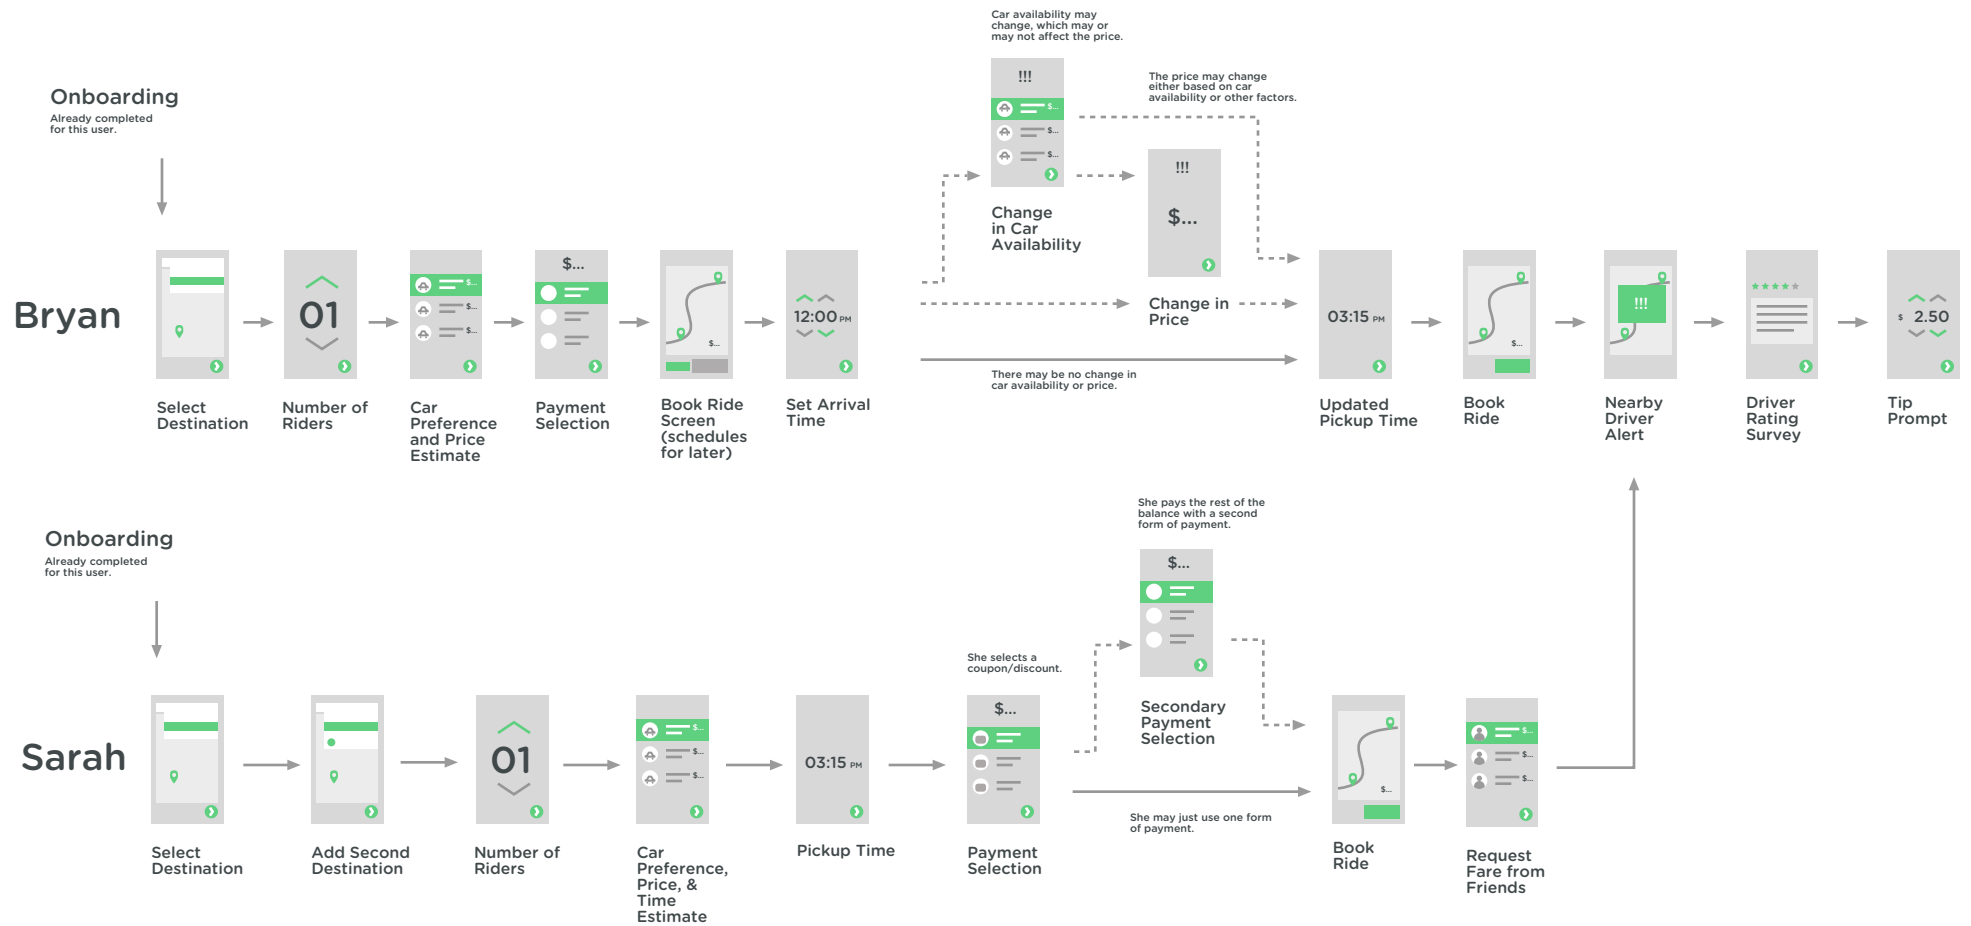 Car availability may
change, which may or
may not affect the price.
!!!
$...
$...
$...
The price may change
either based on car
availability or other factors.
!!!
$...
Change
in Car
Availability
Change in
Price
Onboarding
Already completed
for this user.
Bryan
01
$...
$...
$...
$...
$...
12:00 PM
There may be no change in
car availability or price.
03:15 PM
$...
!!!
$...
$ 2.50
Select
Destination
Number of
Riders
Car
Preference
and Price
Estimate
Payment
Selection
Book Ride
Screen
(schedules
for later)
Set Arrival
Time
Updated
Pickup Time
Book
Ride
Nearby
Driver
Alert
Driver
Rating
Survey
Tip
Prompt
Onboarding
Already completed
for this user.
Sarah
01
$...
$...
$...
03:15 PM
She selects a
coupon/discount.
$...
She pays the rest of the
balance with a second
form of payment.
$...
Secondary
Payment
Selection
She may just use one form
of payment.
$...
$...
$...
$...
Select
Destination
Add Second
Destination
Number of
Riders
Car
Preference,
Price, &
Time
Estimate
Pickup Time
Payment
Selection
Book
Ride
Request
Fare from
Friends